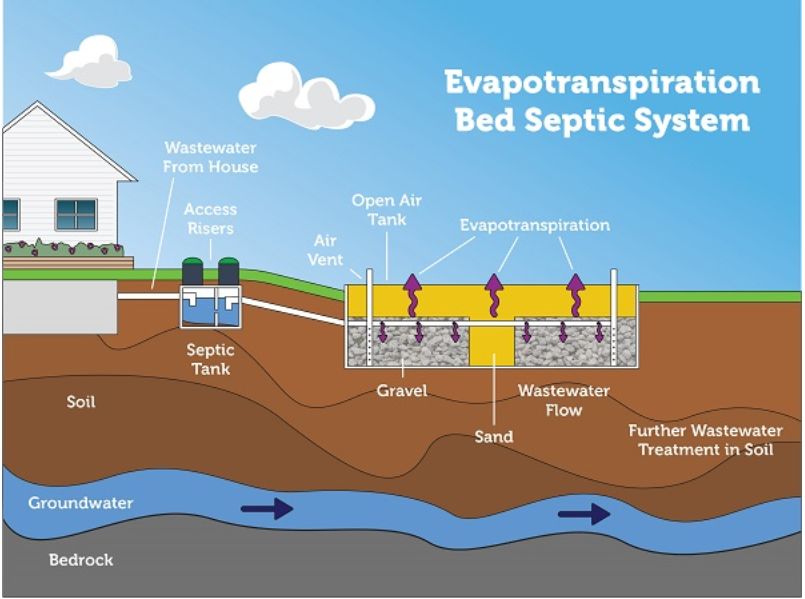 Evapotranspiration
Bed Septic System
Wastewater
From House
Access
Risers
Open Air
Tank
Air
Vent
Evapotranspiration
Septic
Tank
Gravel
Wastewater
Flow
Sand
Soil
Further Wastewater
Treatment in Soil
Groundwater
Bedrock